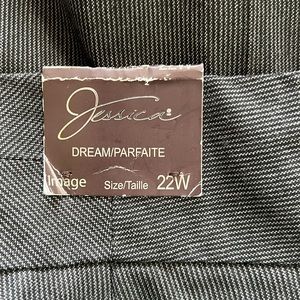 Jessica®
DREAM/PARFAITE
Image Size/Taille 22W